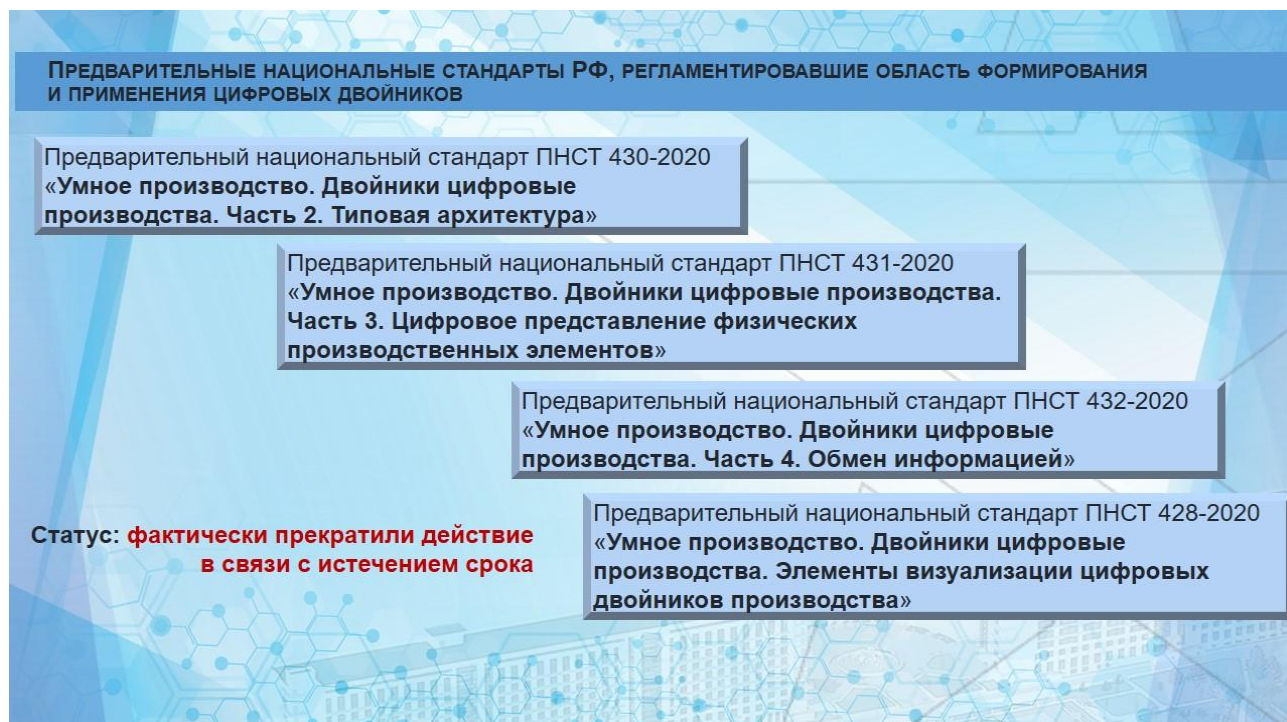 ПРЕДВАРИТЕЛЬНЫЕ НАЦИОНАЛЬНЫЕ СТАНДАРТЫ РФ, РЕГЛАМЕНТИРОВАВШИЕ ОБЛАСТЬ ФОРМИРОВАНИЯ
И ПРИМЕНЕНИЯ ЦИФРОВЫХ ДВОЙНИКОВ
Предварительный национальный стандарт ПНСТ 430-2020
«Умное производство. Двойники цифровые
производства. Часть 2. Типовая архитектура»
Предварительный национальный стандарт ПНСТ 431-2020
«Умное производство. Двойники цифровые производства.
Часть 3. Цифровое представление физических
производственных элементов»
Предварительный национальный стандарт ПНСТ 432-2020
«Умное производство. Двойники цифровые
производства. Часть 4. Обмен информацией»
Предварительный национальный стандарт ПНСТ 428-2020
«Умное производство. Двойники цифровые
производства. Элементы визуализации цифровых
двойников производства»
Статус: фактически прекратили действие
в связи с истечением срока